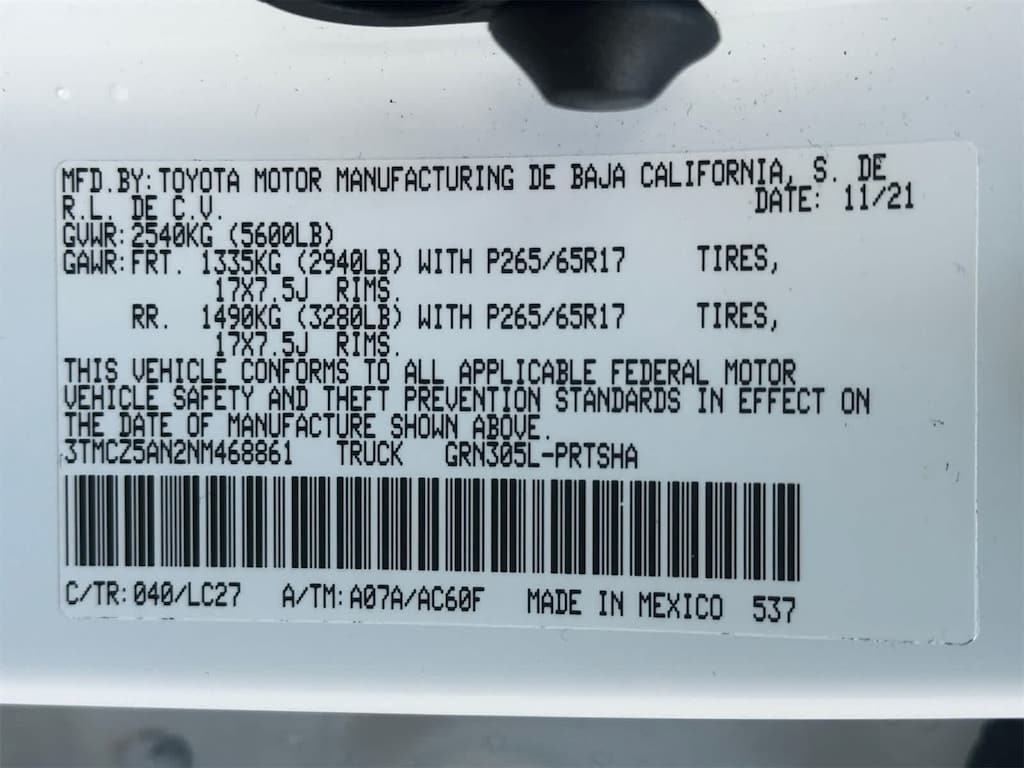 MFD.BY: TOYOTA MOTOR MANUFACTURING DE BAJA CALIFORNIA, S. DE
R.L. DE C.V. DATE: 11/21
GVWR: 2540KG (5600LB)
GAWR: FRT. 1335KG (2940LB) WITH P265/65R17 TIRES,
17X7.5J RIMS.
RR. 1490KG (3280LB) WITH P265/65R17 TIRES,
17X7.5J RIMS.
THIS VEHICLE CONFORMS TO ALL APPLICABLE FEDERAL MOTOR
VEHICLE SAFETY AND THEFT PREVENTION STANDARDS IN EFFECT ON
THE DATE OF MANUFACTURE SHOWN ABOVE.
3TMCZ5AN2NM468861 TRUCK GRN305L-PRTSHA
C/TR: 040/LC27 A/TM: A07A/AC60F MADE IN MEXICO 537